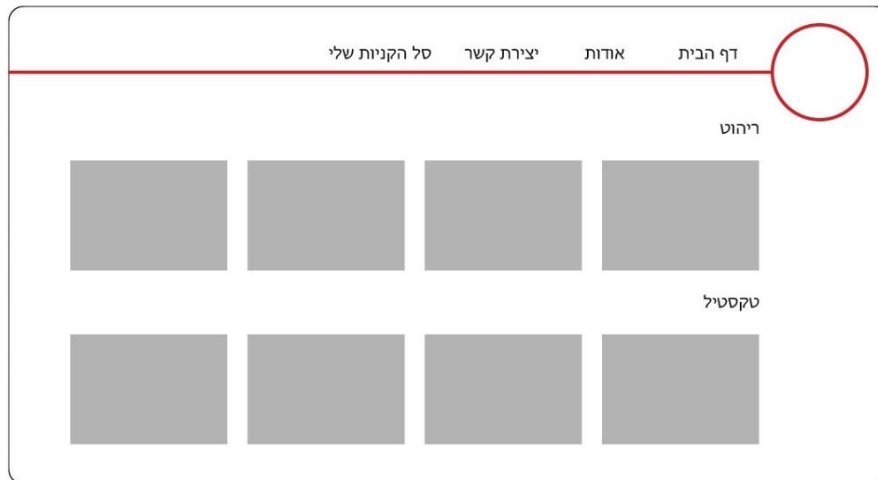 דף הבית אודות יצירת קשר סל הקניות שלי
ריהוט
טקסטיל